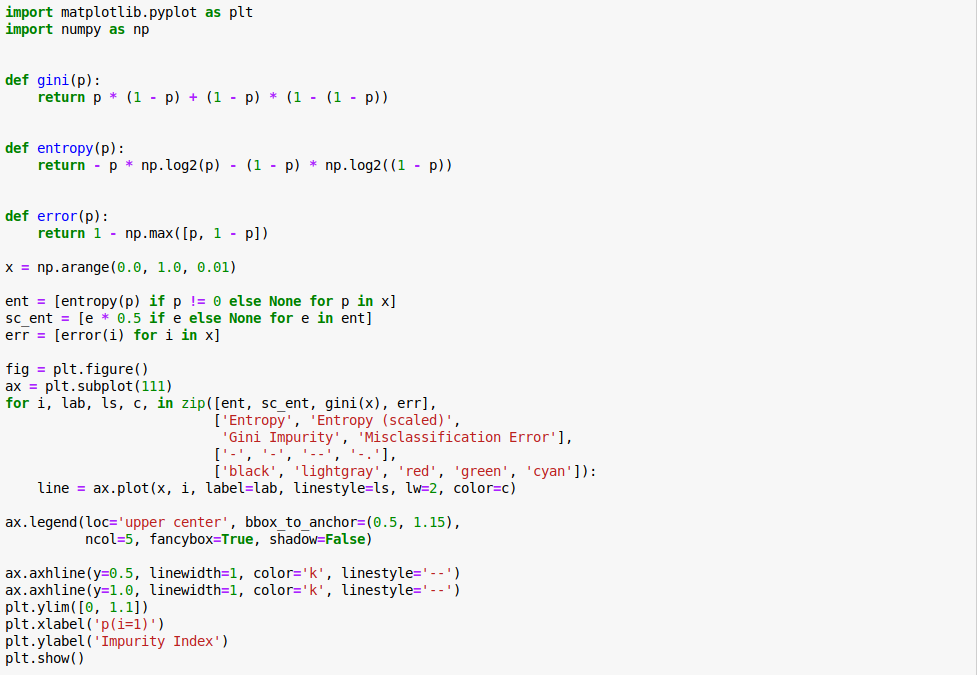 import matplotlib.pyplot as plt
import numpy as np
def gini(p):
    return p * (1 - p) + (1 - p) * (1 - (1 - p))
def entropy(p):
    return - p * np.log2(p) - (1 - p) * np.log2((1 - p))
def error(p):
    return 1 - np.max([p, 1 - p])
x = np.arange(0.0, 1.0, 0.01)
ent = [entropy(p) if p != 0 else None for p in x]
sc_ent = [e * 0.5 if e else None for e in ent]
err = [error(i) for i in x]
fig = plt.figure()
ax = plt.subplot(111)
for i, lab, ls, c, in zip([ent, sc_ent, gini(x), err],
                          ['Entropy', 'Entropy (scaled)',
                           'Gini Impurity', 'Misclassification Error'],
                          ['-', '-', '--', '-.'],
                          ['black', 'lightgray', 'red', 'green', 'cyan']):
    line = ax.plot(x, i, label=lab, linestyle=ls, lw=2, color=c)
ax.legend(loc='upper center', bbox_to_anchor=(0.5, 1.15),
          ncol=5, fancybox=True, shadow=False)
ax.axhline(y=0.5, linewidth=1, color='k', linestyle='--')
ax.axhline(y=1.0, linewidth=1, color='k', linestyle='--')
plt.ylim([0, 1.1])
plt.xlabel('p(i=1)')
plt.ylabel('Impurity Index')
plt.show()